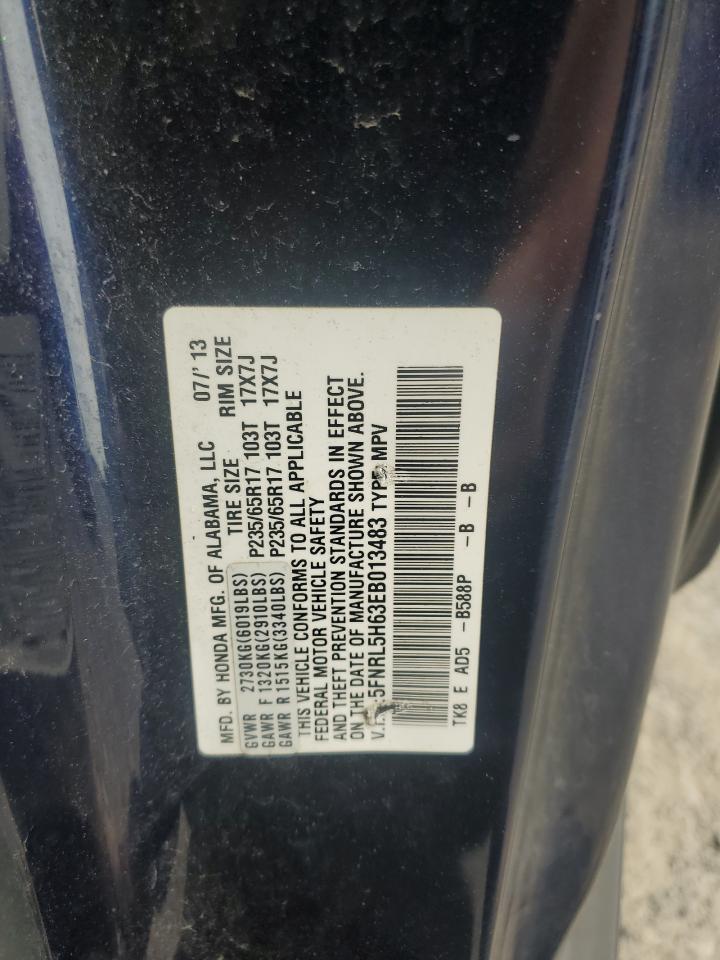 MFD. BY HONDA MFG. OF ALABAMA, LLC 07/'13
TIRE SIZE RIM SIZE
GVWR 2730KG(6019LBS)
GAWR F 1320KG(2910LBS) P235/65R17 103T 17X7J
GAWR R 1515KG(3340LBS) P235/65R17 103T 17X7J
THIS VEHICLE CONFORMS TO ALL APPLICABLE
FEDERAL MOTOR VEHICLE SAFETY
AND THEFT PREVENTION STANDARDS IN EFFECT
ON THE DATE OF MANUFACTURE SHOWN ABOVE.
V.I.N.:5FNRL5H63EB013483 TYPE MPV
TK8 E AD5 -B588P -B -B